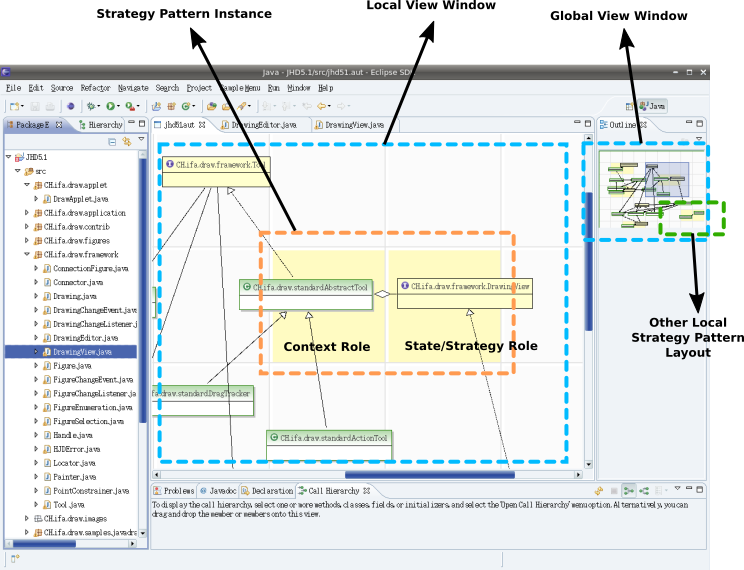 Strategy Pattern Instance
Local View Window
Global View Window
Java - JHD5.1/src/jhd51.aut - Eclipse SD
File Edit Source Refactor Navigate Search Project SampleMenu Run Window Help
Java
PackageE
Hierarchy
jhd51.aut
DrawingEditor.java
DrawingView.java
Outline
JHD5.1
src
CH.ifa.draw.applet
DrawApplet.java
CH.ifa.draw.application
CH.ifa.draw.contrib
CH.ifa.draw.figures
CH.ifa.draw.framework
ConnectionFigure.java
Connector.java
Drawing.java
DrawingChangeEvent.java
DrawingChangeListener.j
DrawingEditor.java
DrawingView.java
Figure.java
FigureChangeEvent.java
FigureChangeListener.ja
FigureEnumeration.java
FigureSelection.java
Handle.java
HJDError.java
Locator.java
Painter.java
PointConstrainer.java
Tool.java
CH.ifa.draw.images
CH.ifa.draw.samples.javadra
CH.ifa.draw.framework.Tool
CH.ifa.draw.standardAbstractTool
CH.ifa.draw.framework.DrawingView
Context Role
State/Strategy Role
fa.draw.standardDragTracker
CH.ifa.draw.standardActionTool
Other Local
Strategy Pattern
Layout
Problems
@ Javadoc
Declaration
Call Hierarchy
To display the call hierarchy, select one or more methods, classes, fields, or initializers, and select the 'Open Call Hierarchy' menu option. Alternatively, you can
drag and drop the member or members onto this view.